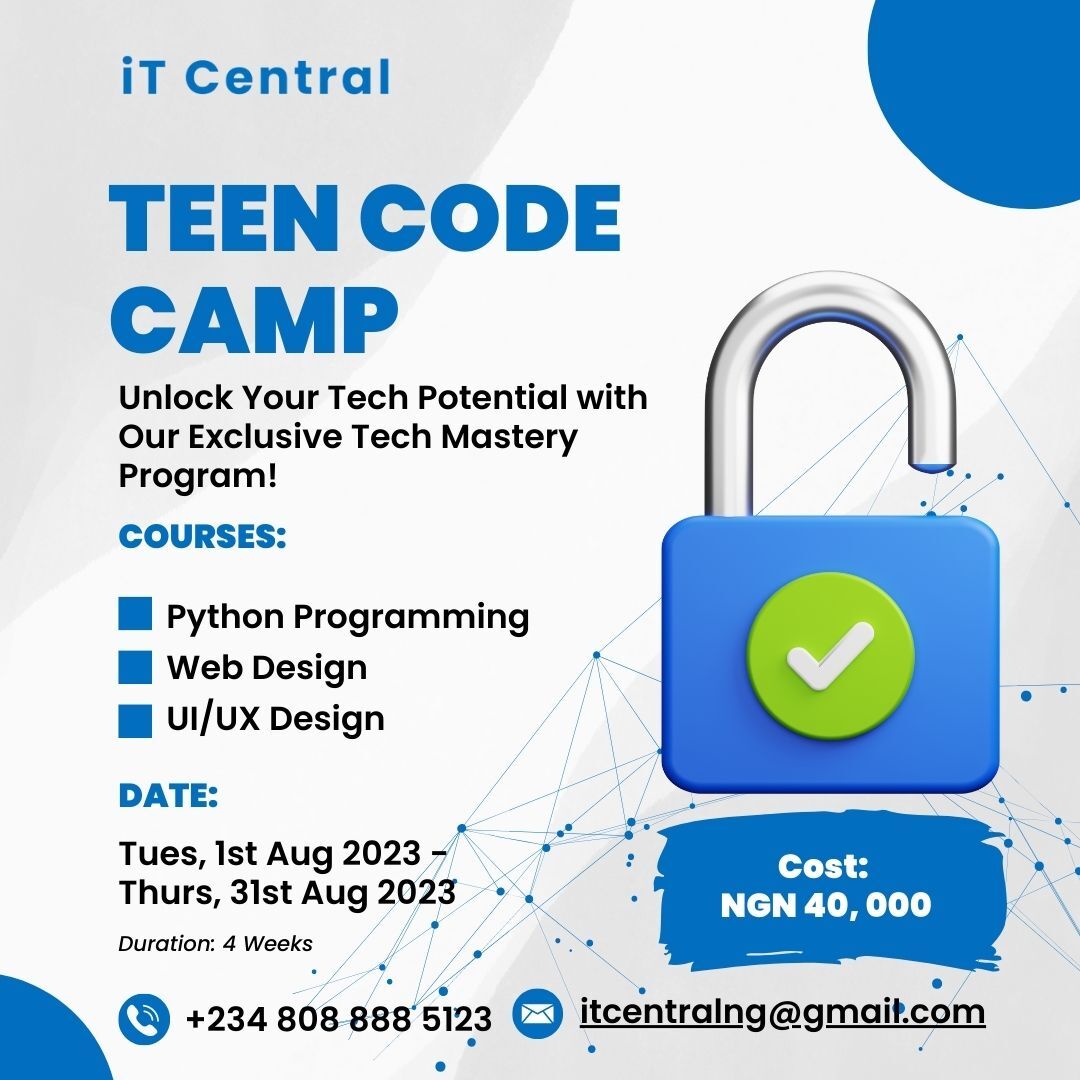 iT Central
TEEN CODE
CAMP
Unlock Your Tech Potential with
Our Exclusive Tech Mastery
Program!
COURSES:
Python Programming
Web Design
UI/UX Design
DATE:
Tues, 1st Aug 2023 -
Thurs, 31st Aug 2023
Duration: 4 Weeks
Cost:
NGN 40, 000
+234 808 888 5123
itcentralng@gmail.com